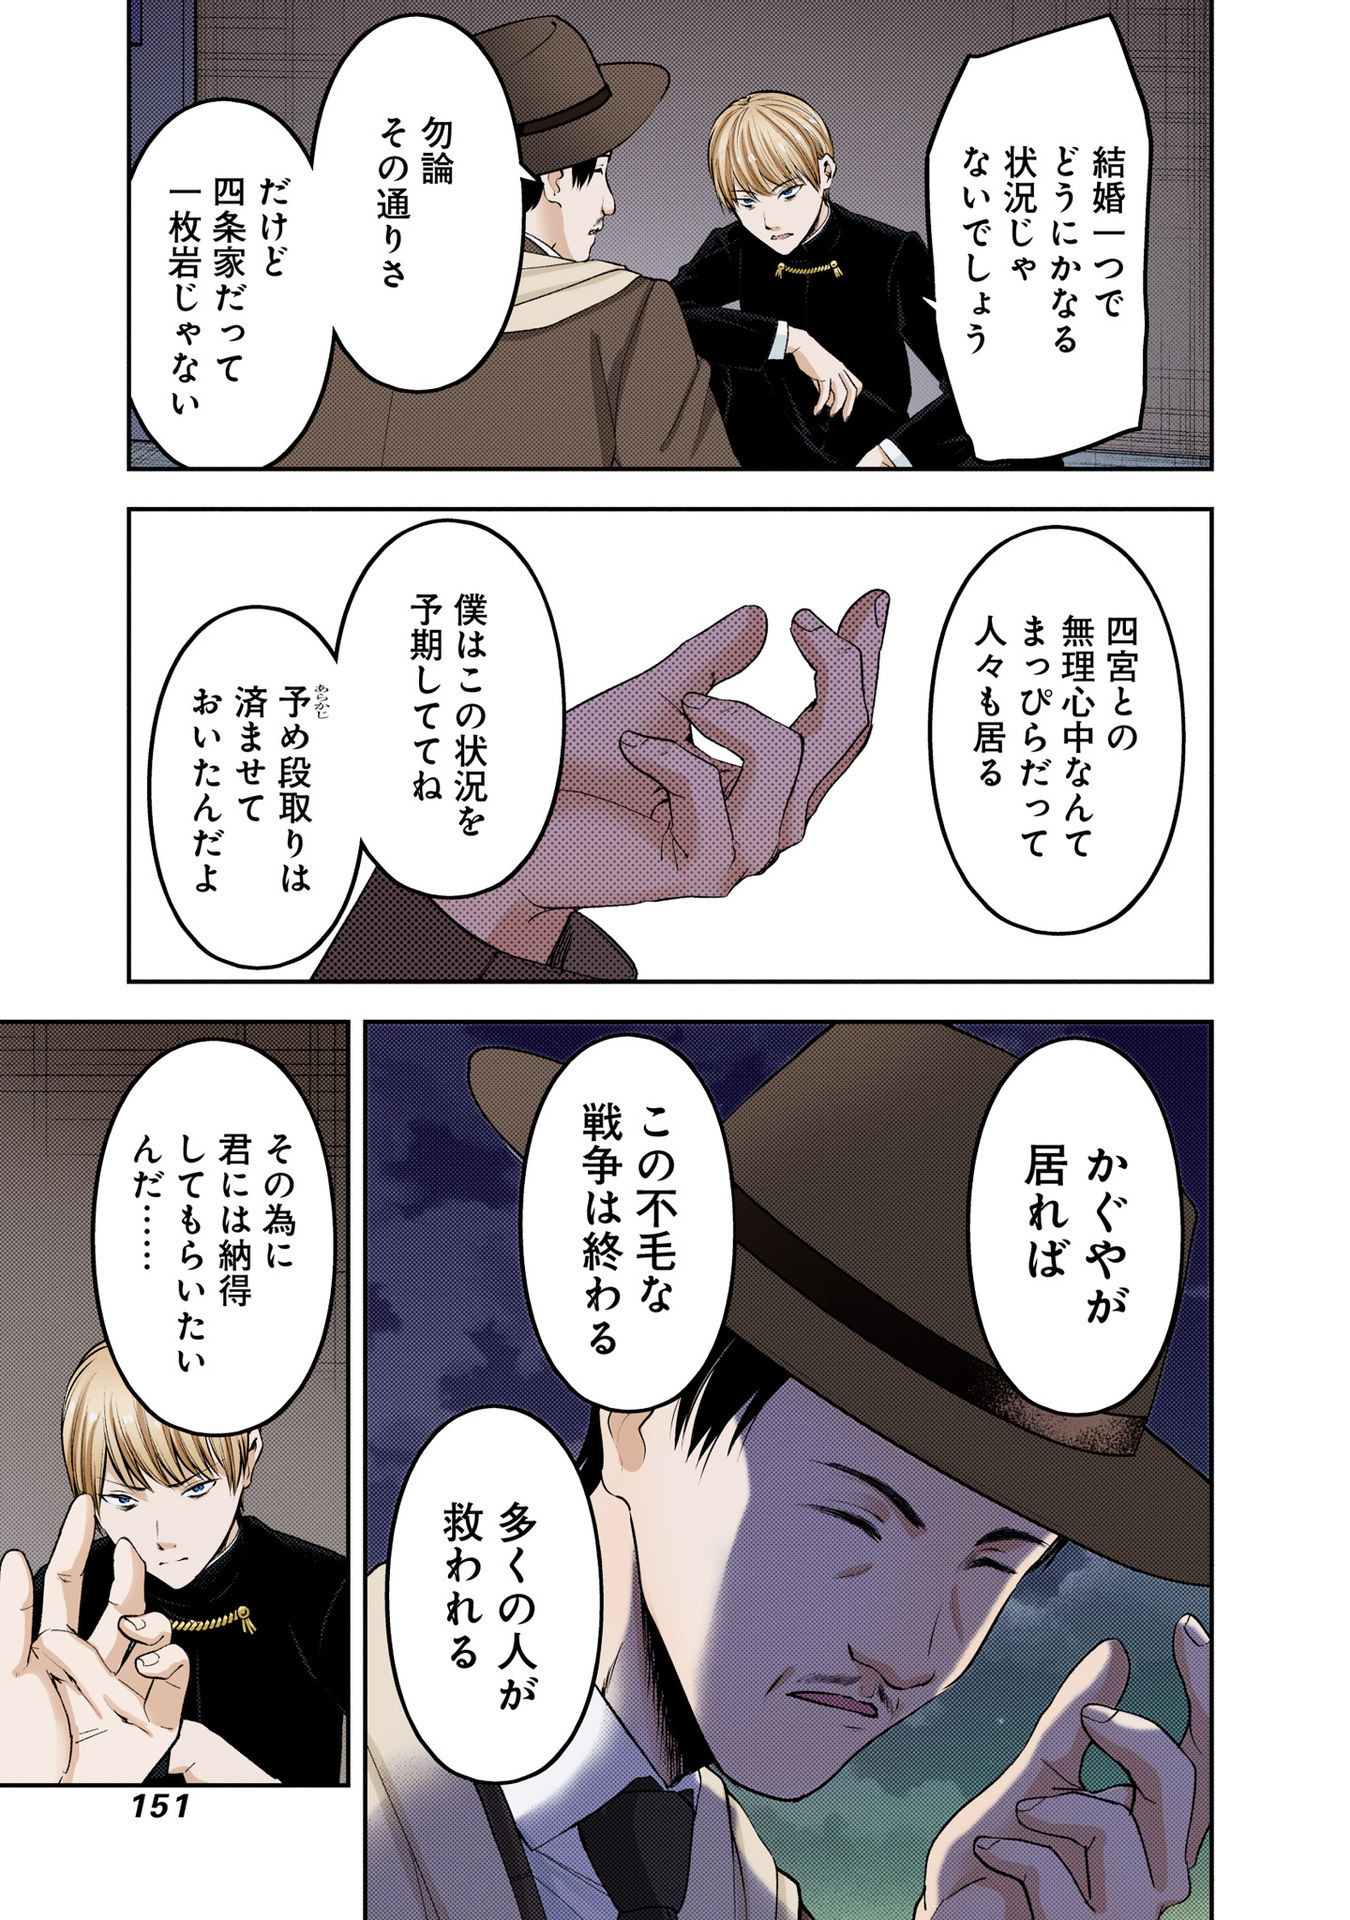 結婚一つで
どうにかなる
状況じゃ
ないでしょう
勿論
その通りさ
だけど
四条家だって
一枚岩じゃない
四宮との
無理心中なんて
まっぴらだって
人々も居る
僕はこの状況を
予期しててね
予め段取りは
あらかじ
済ませて
おいたんだよ
かぐやが
居れば
この不毛な
戦争は終わる
多くの人が
救われる
その為に
君には納得
してもらいたい
んだ……
151